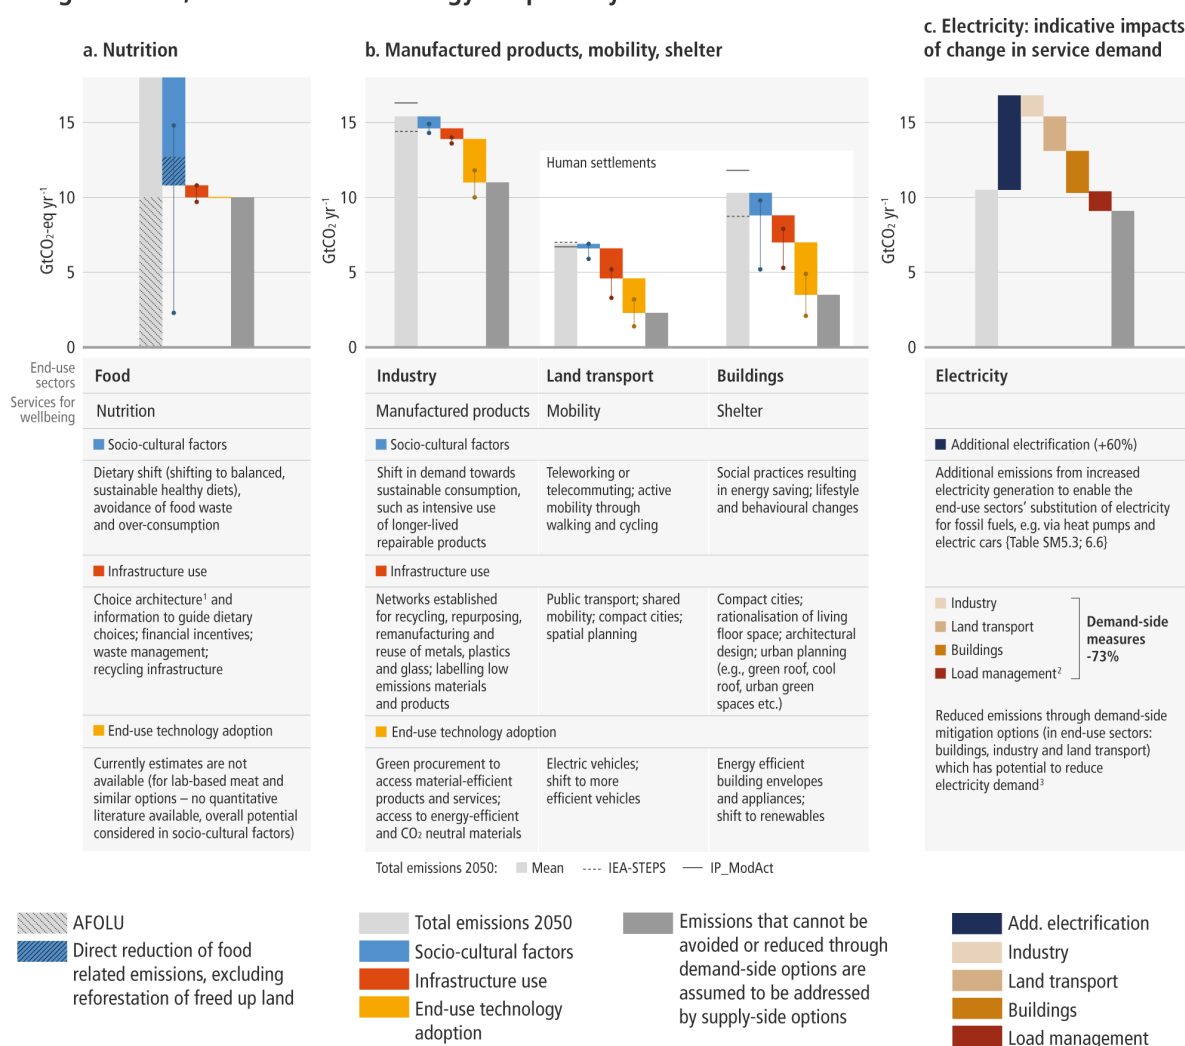 a. Nutrition
b. Manufactured products, mobility, shelter
c. Electricity: indicative impacts
of change in service demand
GtCO2-eq yr-1
15
10
5
0
GtCO2 yr-1
15
10
5
0
Human settlements
GtCO2 yr-1
15
10
5
0
End-use
sectors
Services for
wellbeing
Food
Nutrition
Socio-cultural factors
Dietary shift (shifting to balanced,
sustainable healthy diets),
avoidance of food waste
and over-consumption
Infrastructure use
Choice architecture1 and
information to guide dietary
choices; financial incentives;
waste management;
recycling infrastructure
End-use technology adoption
Currently estimates are not
available (for lab-based meat and
similar options – no quantitative
literature available, overall potential
considered in socio-cultural factors)
Industry
Land transport
Buildings
Manufactured products
Mobility
Shelter
Socio-cultural factors
Shift in demand towards
sustainable consumption,
such as intensive use
of longer-lived
repairable products
Teleworking or
telecommuting; active
mobility through
walking and cycling
Social practices resulting
in energy saving; lifestyle
and behavioural changes
Infrastructure use
Networks established
for recycling, repurposing,
remanufacturing and
reuse of metals, plastics
and glass; labelling low
emissions materials
and products
Public transport; shared
mobility; compact cities;
spatial planning
Compact cities;
rationalisation of living
floor space; architectural
design; urban planning
(e.g., green roof, cool
roof, urban green
spaces etc.)
End-use technology adoption
Green procurement to
access material-efficient
products and services;
access to energy-efficient
and CO2 neutral materials
Electric vehicles;
shift to more
efficient vehicles
Energy efficient
building envelopes
and appliances;
shift to renewables
Total emissions 2050: Mean IEA-STEPS IP_ModAct
Electricity
Additional electrification (+60%)
Additional emissions from increased
electricity generation to enable the
end-use sectors' substitution of electricity
for fossil fuels, e.g. via heat pumps and
electric cars {Table SM5.3; 6.6}
Industry
Land transport
Buildings
Load management2
Demand-side
measures
-73%
Reduced emissions through demand-side
mitigation options (in end-use sectors:
buildings, industry and land transport)
which has potential to reduce
electricity demand3
AFOLU
Direct reduction of food
related emissions, excluding
reforestation of freed up land
Total emissions 2050
Socio-cultural factors
Infrastructure use
End-use technology
adoption
Emissions that cannot be
avoided or reduced through
demand-side options are
assumed to be addressed
by supply-side options
Add. electrification
Industry
Land transport
Buildings
Load management